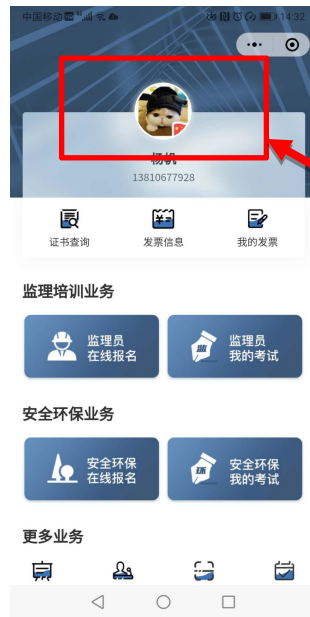 中国移动 14:32
杨帆
13810677928
证书查询 发票信息 我的发票
监理培训业务
监理员 监理员
在线报名 我的考试
安全环保业务
安全环保 安全环保
在线报名 我的考试
更多业务